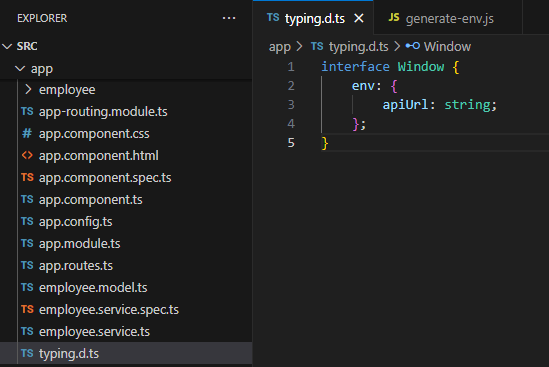 EXPLORER ...
SRC
app
employee
TS app-routing.module.ts
# app.component.css
<> app.component.html
TS app.component.spec.ts
TS app.component.ts
TS app.config.ts
TS app.module.ts
TS app.routes.ts
TS employee.model.ts
TS employee.service.spec.ts
TS employee.service.ts
TS typing.d.ts
TS typing.d.ts × JS generate-env.js
app > TS typing.d.ts > Window
1 interface Window {
2     env: {
3         apiUrl: string;
4     };
5 }